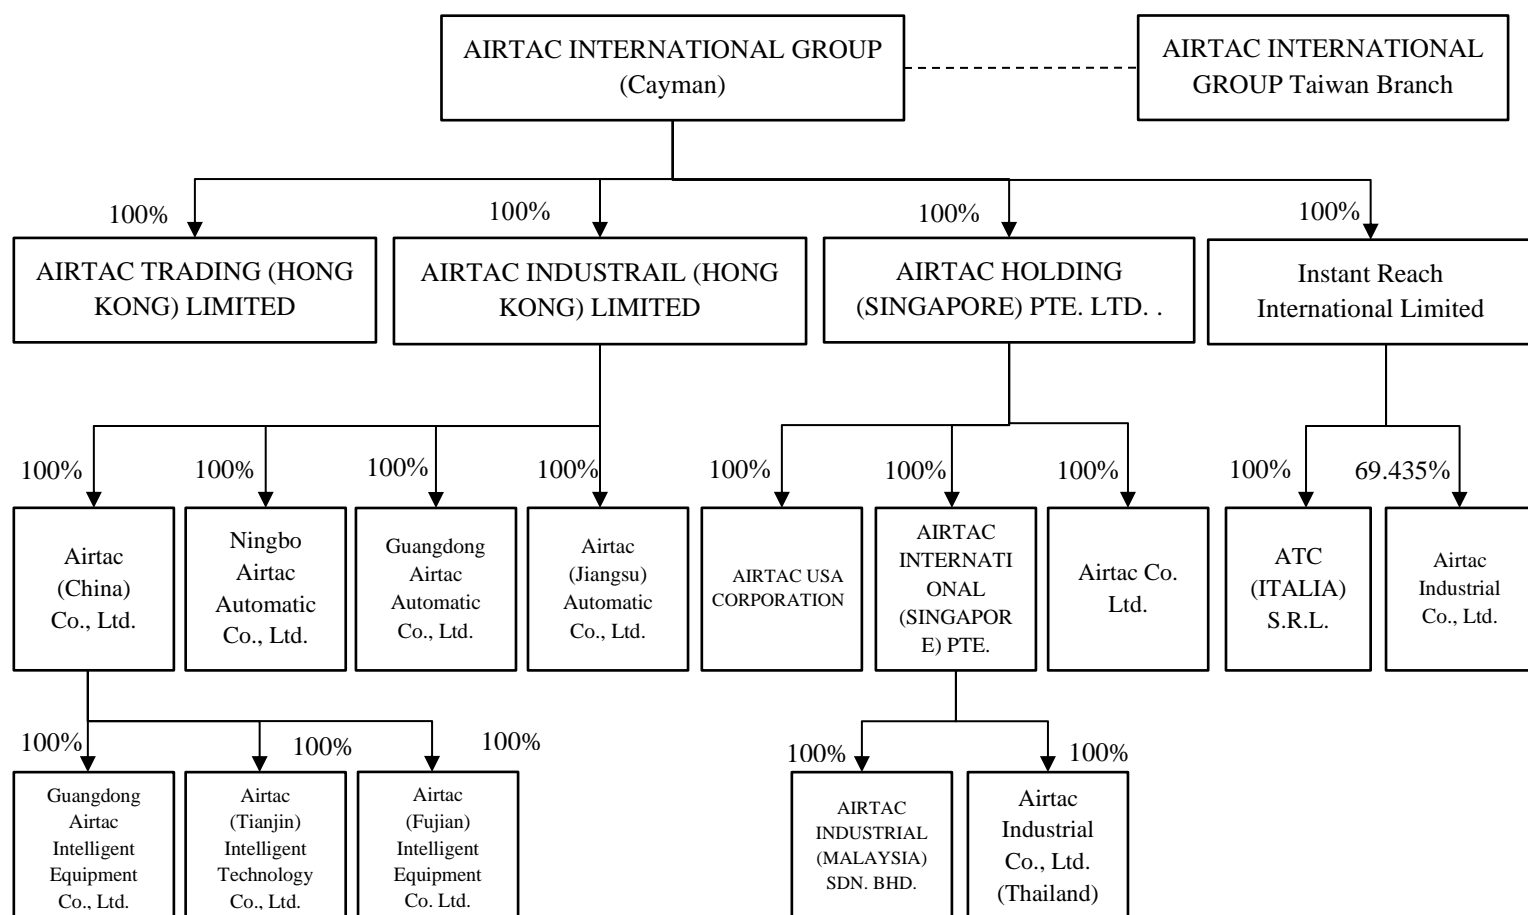 AIRTAC INTERNATIONAL GROUP
(Cayman)
AIRTAC INTERNATIONAL
GROUP Taiwan Branch
100%
100%
100%
100%
AIRTAC TRADING (HONG
KONG) LIMITED
AIRTAC INDUSTRAIL (HONG
KONG) LIMITED
AIRTAC HOLDING
(SINGAPORE) PTE. LTD. .
Instant Reach
International Limited
100%
100%
100%
100%
100%
100%
100%
100%
69.435%
Airtac
(China)
Co., Ltd.
Ningbo
Airtac
Automatic
Co., Ltd.
Guangdong
Airtac
Automatic
Co., Ltd.
Airtac
(Jiangsu)
Automatic
Co., Ltd.
AIRTAC USA
CORPORATION
AIRTAC
INTERNATI
ONAL
(SINGAPOR
E) PTE.
Airtac Co.
Ltd.
ATC
(ITALIA)
S.R.L.
Airtac
Industrial
Co., Ltd.
100%
100%
100%
100%
100%
Guangdong
Airtac
Intelligent
Equipment
Co., Ltd.
Airtac
(Tianjin)
Intelligent
Technology
Co., Ltd.
Airtac
(Fujian)
Intelligent
Equipment
Co. Ltd.
AIRTAC
INDUSTRIAL
(MALAYSIA)
SDN. BHD.
Airtac
Industrial
Co., Ltd.
(Thailand)